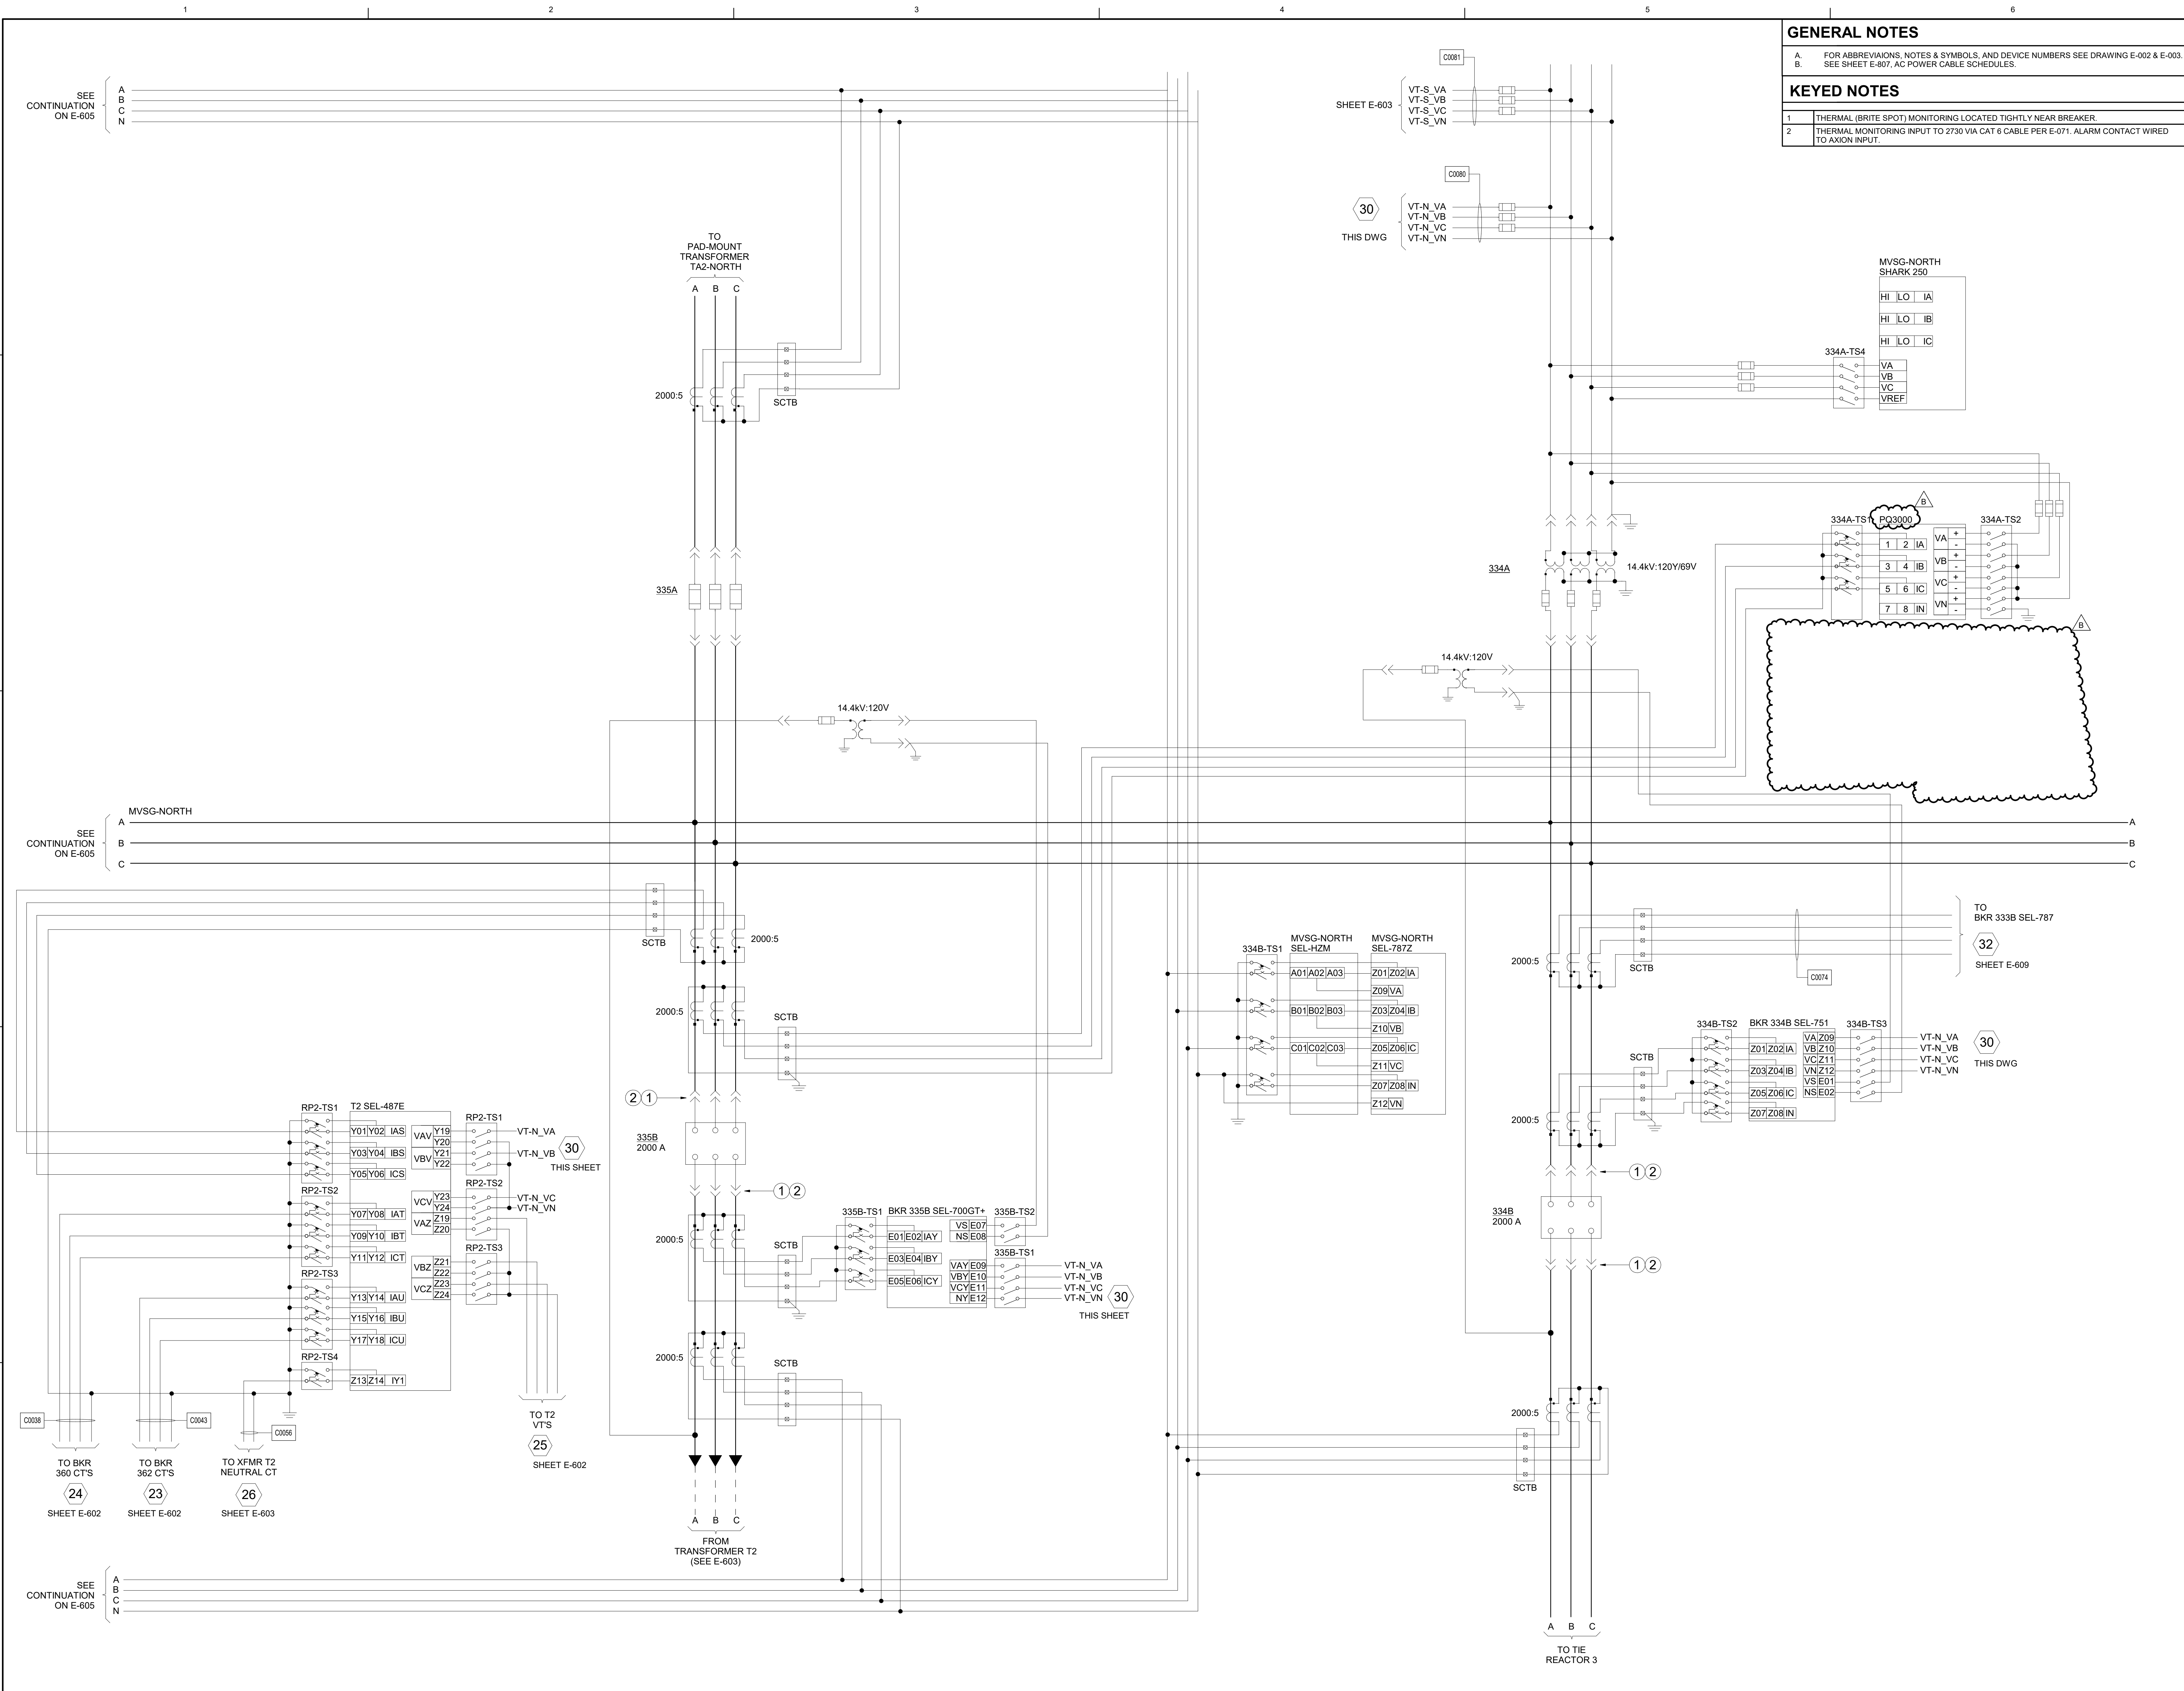 1 2 3 4 5 6
GENERAL NOTES
A. FOR ABBREVIAIONS, NOTES & SYMBOLS, AND DEVICE NUMBERS SEE DRAWING E-002 & E-003.
B. SEE SHEET E-807, AC POWER CABLE SCHEDULES.
KEYED NOTES
1 THERMAL (BRITE SPOT) MONITORING LOCATED TIGHTLY NEAR BREAKER.
2 THERMAL MONITORING INPUT TO 2730 VIA CAT 6 CABLE PER E-071. ALARM CONTACT WIRED
TO AXION INPUT.
SEE
CONTINUATION
ON E-605
A
B
C
N
C0081
SHEET E-603
VT-S_VA
VT-S_VB
VT-S_VC
VT-S_VN
C0080
30
THIS DWG
VT-N_VA
VT-N_VB
VT-N_VC
VT-N_VN
TO
PAD-MOUNT
TRANSFORMER
TA2-NORTH
A B C
2000:5
SCTB
MVSG-NORTH
SHARK 250
HI LO IA
HI LO IB
HI LO IC
334A-TS4
VA
VB
VC
VREF
B
334A-TS1
PQ3000
334A-TS2
1 2 IA
3 4 IB
5 6 IC
7 8 IN
VA + -
VB + -
VC + -
VN + -
B
335A
334A
14.4kV:120Y/69V
14.4kV:120V
14.4kV:120V
MVSG-NORTH
SEE
CONTINUATION
ON E-605
A
B
C
A
B
C
SCTB
2000:5
2000:5
SCTB
2 1
335B
2000 A
1 2
334B-TS1
MVSG-NORTH
SEL-HZM
MVSG-NORTH
SEL-787Z
A01 A02 A03
Z01 Z02 IA
Z09 VA
B01 B02 B03
Z03 Z04 IB
Z10 VB
C01 C02 C03
Z05 Z06 IC
Z11 VC
Z07 Z08 IN
Z12 VN
2000:5
SCTB
C0074
TO
BKR 333B SEL-787
32
SHEET E-609
334B-TS2
BKR 334B SEL-751
334B-TS3
Z01 Z02 IA
Z03 Z04 IB
Z05 Z06 IC
Z07 Z08 IN
VA Z09
VB Z10
VC Z11
VN Z12
VS E01
NS E02
VT-N_VA
VT-N_VB
VT-N_VC
VT-N_VN
30
THIS DWG
SCTB
2000:5
1 2
334B
2000 A
1 2
RP2-TS1
T2 SEL-487E
RP2-TS1
Y01 Y02 IAS
Y03 Y04 IBS
Y05 Y06 ICS
RP2-TS2
Y07 Y08 IAT
Y09 Y10 IBT
Y11 Y12 ICT
RP2-TS3
Y13 Y14 IAU
Y15 Y16 IBU
Y17 Y18 ICU
RP2-TS4
Z13 Z14 IY1
VAV Y19
Y20
VBV Y21
Y22
RP2-TS2
VCV Y23
Y24
VAZ Z19
Z20
RP2-TS3
VBZ Z21
Z22
VCZ Z23
Z24
VT-N_VA
VT-N_VB
30
THIS SHEET
VT-N_VC
VT-N_VN
2000:5
SCTB
335B-TS1
BKR 335B SEL-700GT+
335B-TS2
E01 E02 IAY
E03 E04 IBY
E05 E06 ICY
VS E07
NS E08
335B-TS1
VAY E09
VBY E10
VCY E11
NY E12
VT-N_VA
VT-N_VB
VT-N_VC
VT-N_VN
30
THIS SHEET
2000:5
SCTB
C0038
C0043
C0056
TO BKR
360 CT'S
24
SHEET E-602
TO BKR
362 CT'S
23
SHEET E-602
TO XFMR T2
NEUTRAL CT
26
SHEET E-603
TO T2
VT'S
25
SHEET E-602
A B C
FROM
TRANSFORMER T2
(SEE E-603)
2000:5
SCTB
SEE
CONTINUATION
ON E-605
A
B
C
N
A B C
TO TIE
REACTOR 3